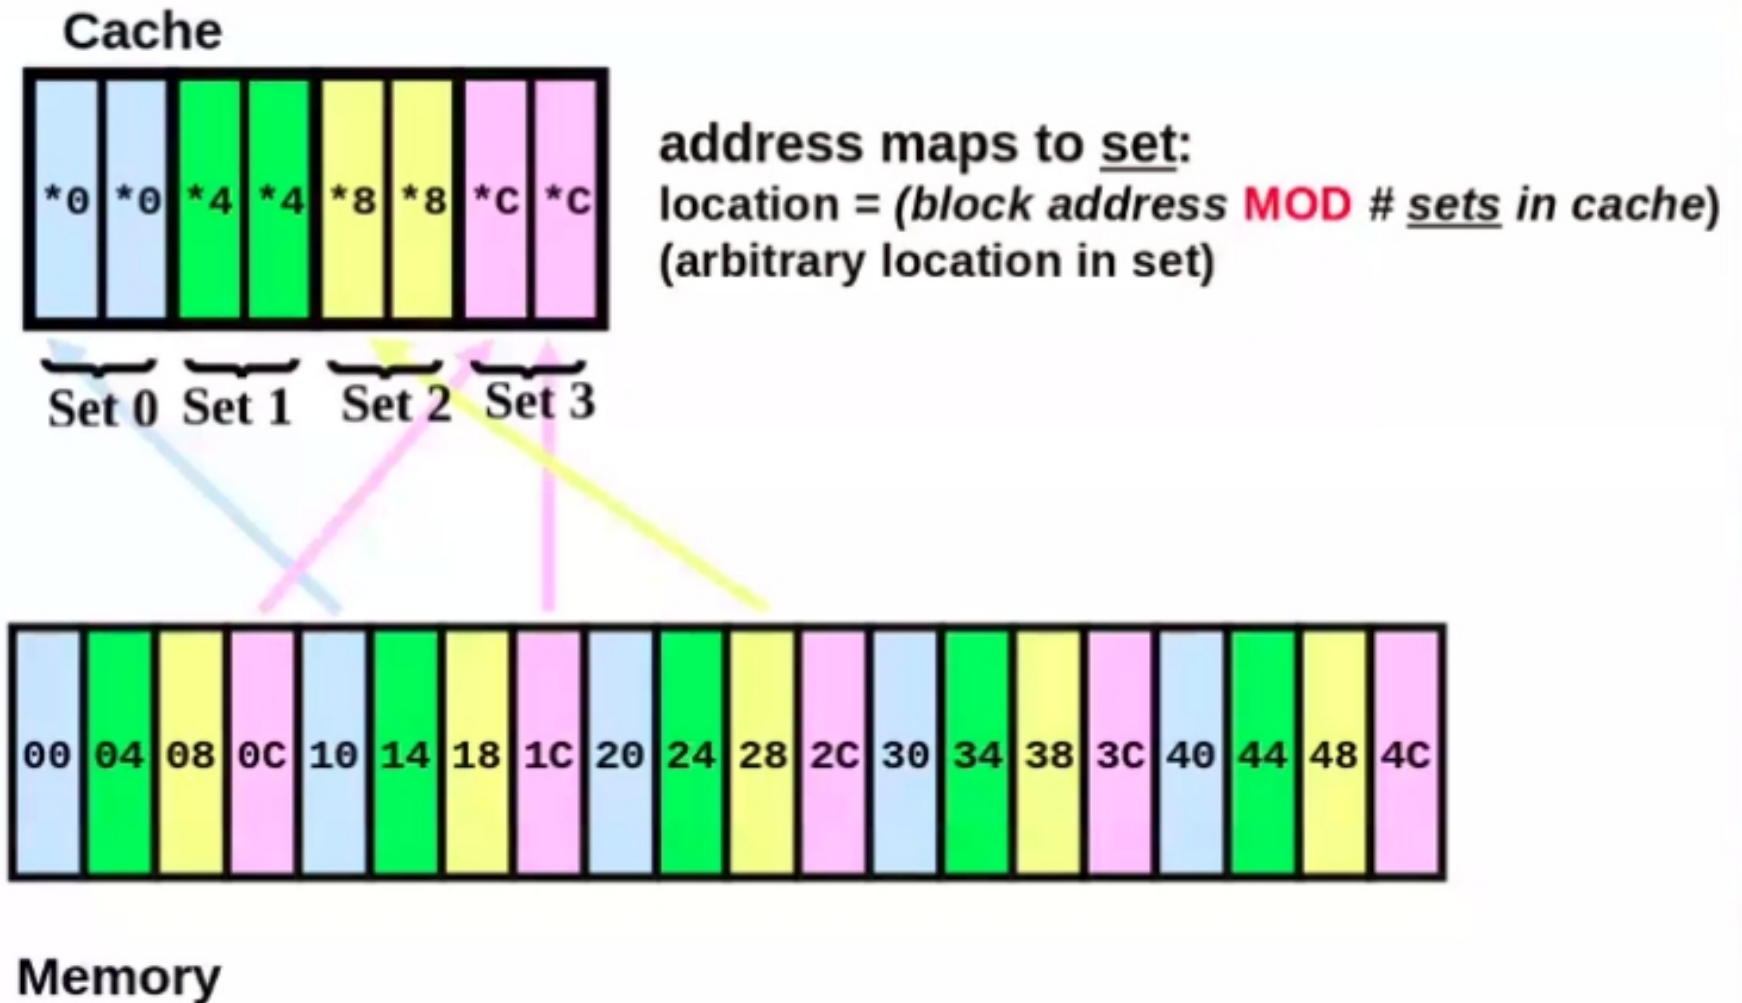 Cache
*0 *0 *4 *4 *8 *8 *C *C
address maps to set:
location = (block address MOD # sets in cache)
(arbitrary location in set)
Set 0 Set 1 Set 2 Set 3
00 04 08 0C 10 14 18 1C 20 24 28 2C 30 34 38 3C 40 44 48 4C
Memory